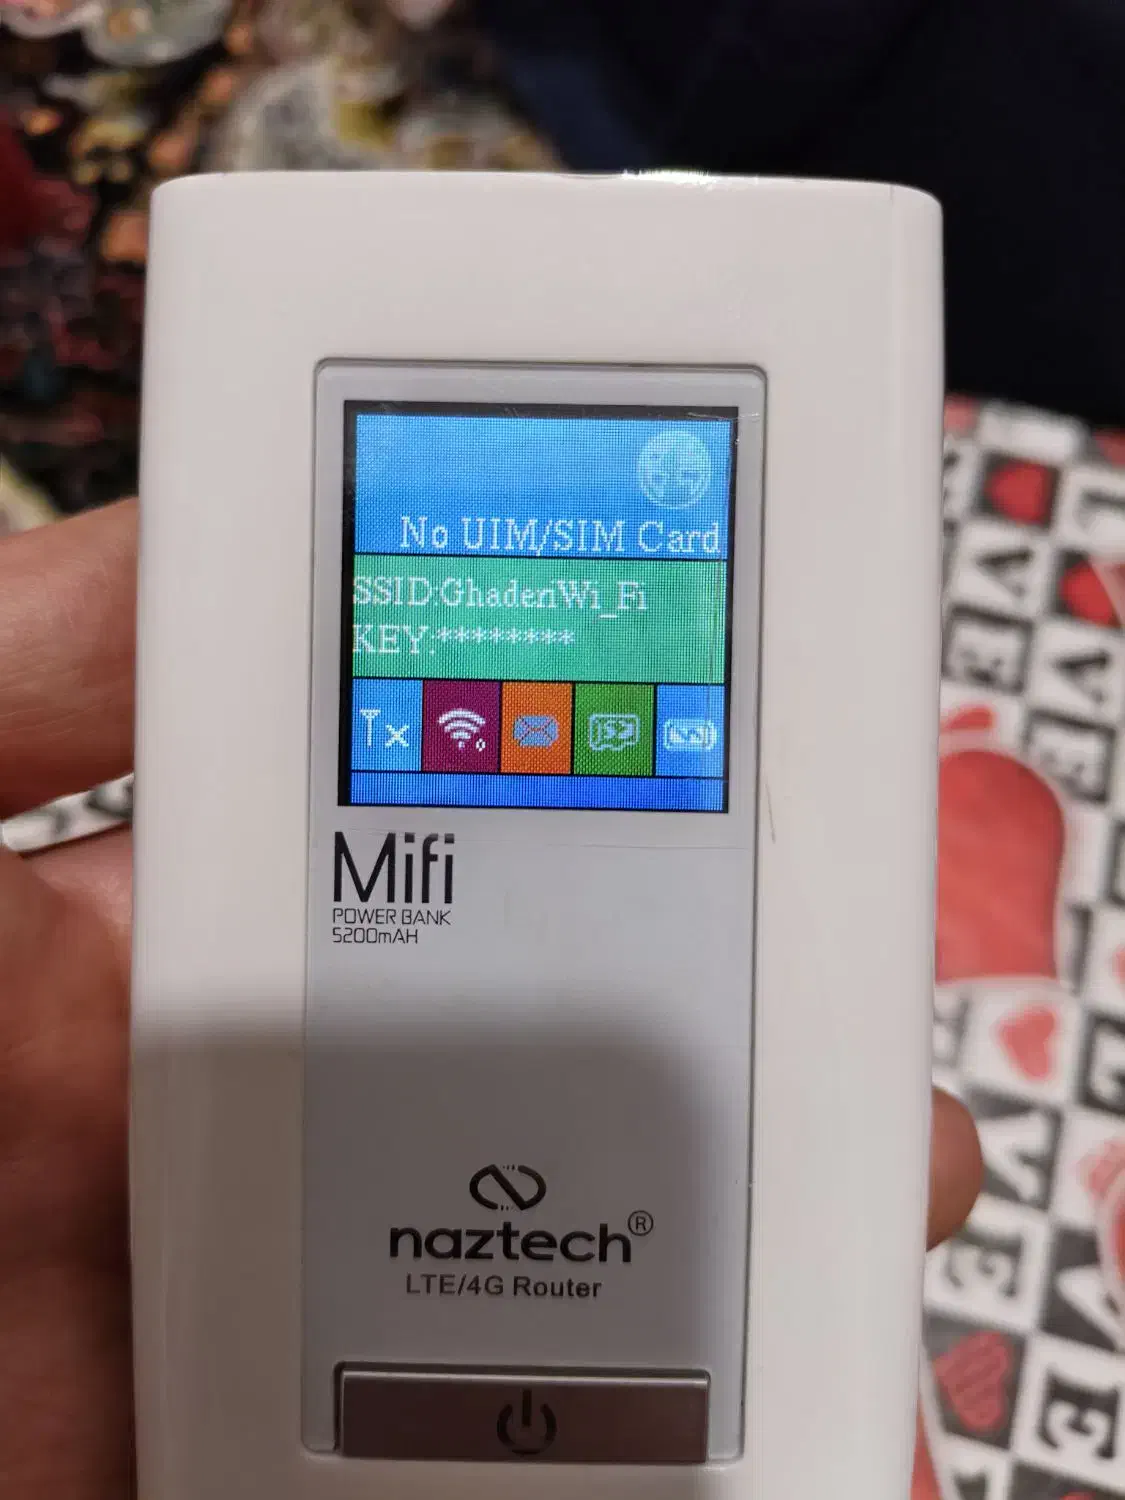 No UIM/SIM Card
SSID:GhadenWi_Fi
KEY:********
Mifi
POWER BANK
5200mAH
naztech®
LTE/4G Router